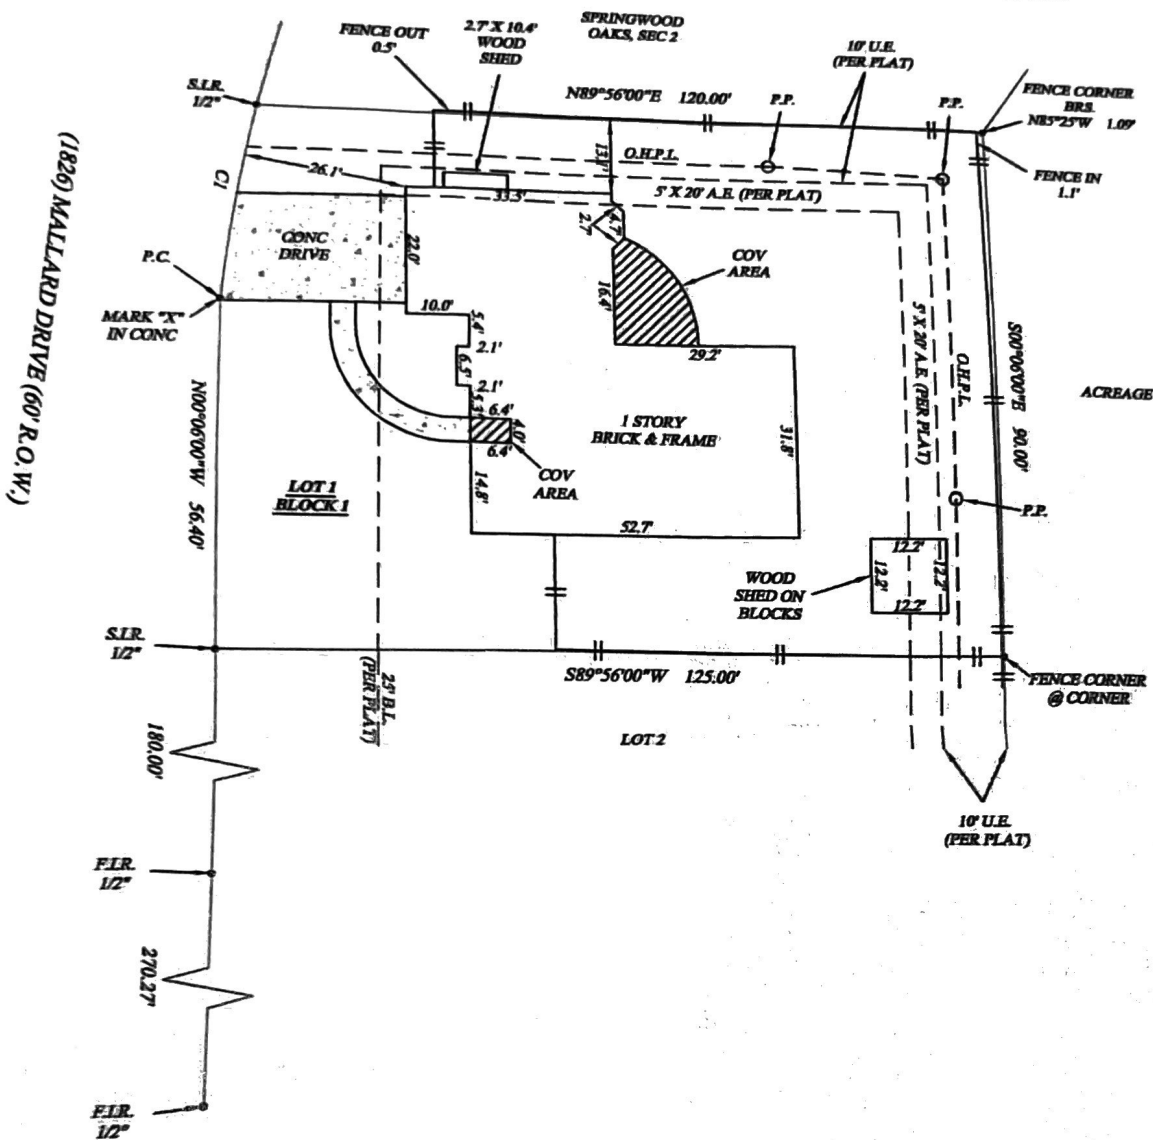 SPRINGWOOD
OAKS, SEC 2
FENCE OUT
0.5'
2.7' X 10.4'
WOOD
SHED
10' U.E.
(PER PLAT)
S.I.R.
1/2"
N89°56'00"E 120.00'
P.P.
P.P.
FENCE CORNER
BRS.
N85°25'W 1.09'
FENCE IN
1.1'
O.H.P.L.
13.1'
26.1'
33.5'
5' X 20' A.E. (PER PLAT)
C1
CONC
DRIVE
22.0'
2.7'
4.7'
COV
AREA
P.C.
MARK "X"
IN CONC
16.4'
10.0'
5.4'
2.1'
6.5'
2.1'
29.2'
5' X 20' A.E. (PER PLAT)
O.H.P.L.
S00°06'00"E 90.00'
ACREAGE
(1826) MALLARD DRIVE (60' R.O.W.)
N00°06'00"W 56.40'
6.4'
4.0'
6.4'
1 STORY
BRICK & FRAME
31.8'
COV
AREA
14.8'
LOT 1
BLOCK 1
52.7'
P.P.
WOOD
SHED ON
BLOCKS
12.2'
12.2'
12.2'
12.2'
S.I.R.
1/2"
25' B.L.
(PER PLAT)
S89°56'00"W 125.00'
FENCE CORNER
@ CORNER
LOT 2
180.00'
10' U.E.
(PER PLAT)
F.I.R.
1/2"
270.27'
F.I.R.
1/2"